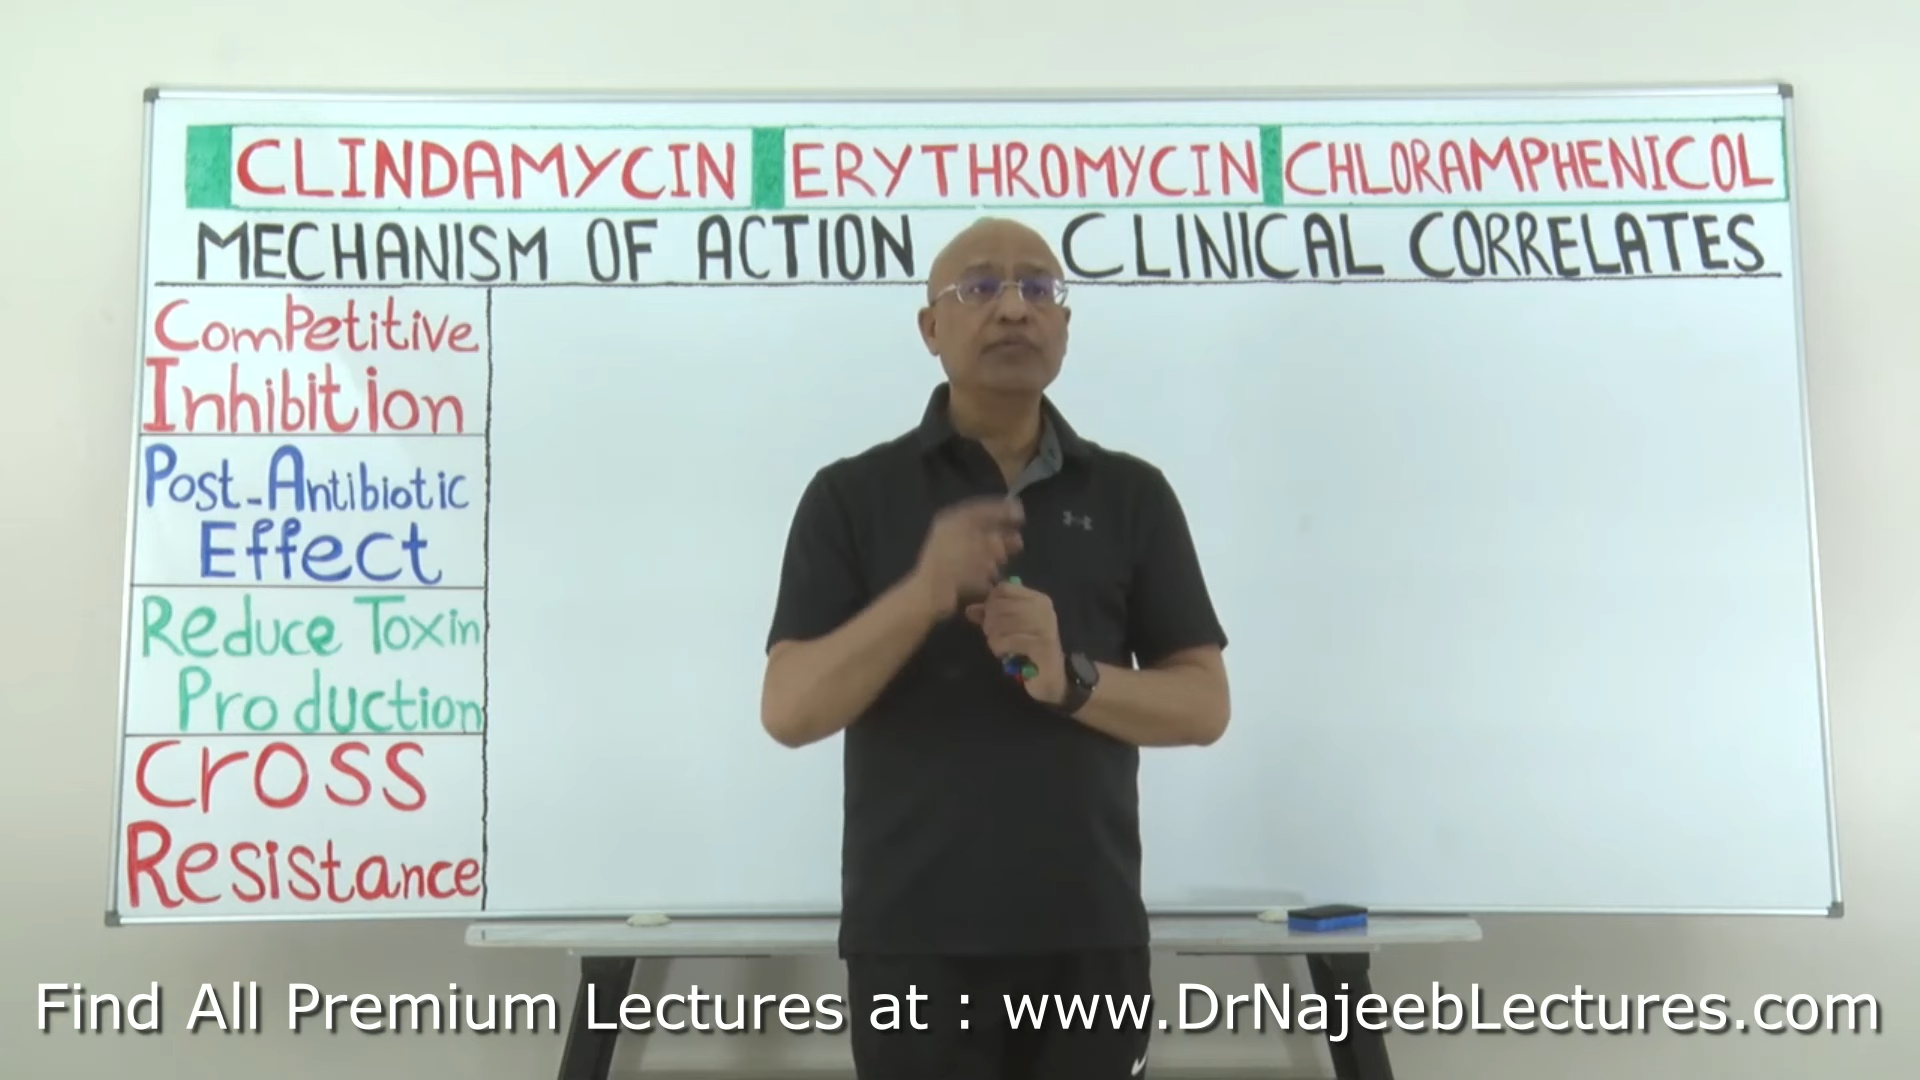 CLINDAMYCIN ERYTHROMYCIN CHLORAMPHENICOL
MECHANISM OF ACTION CLINICAL CORRELATES
Competitive
Inhibition
Post-Antibiotic
Effect
Reduce Toxin
Production
Cross
Resistance
Find All Premium Lectures at : www.DrNajeebLectures.com